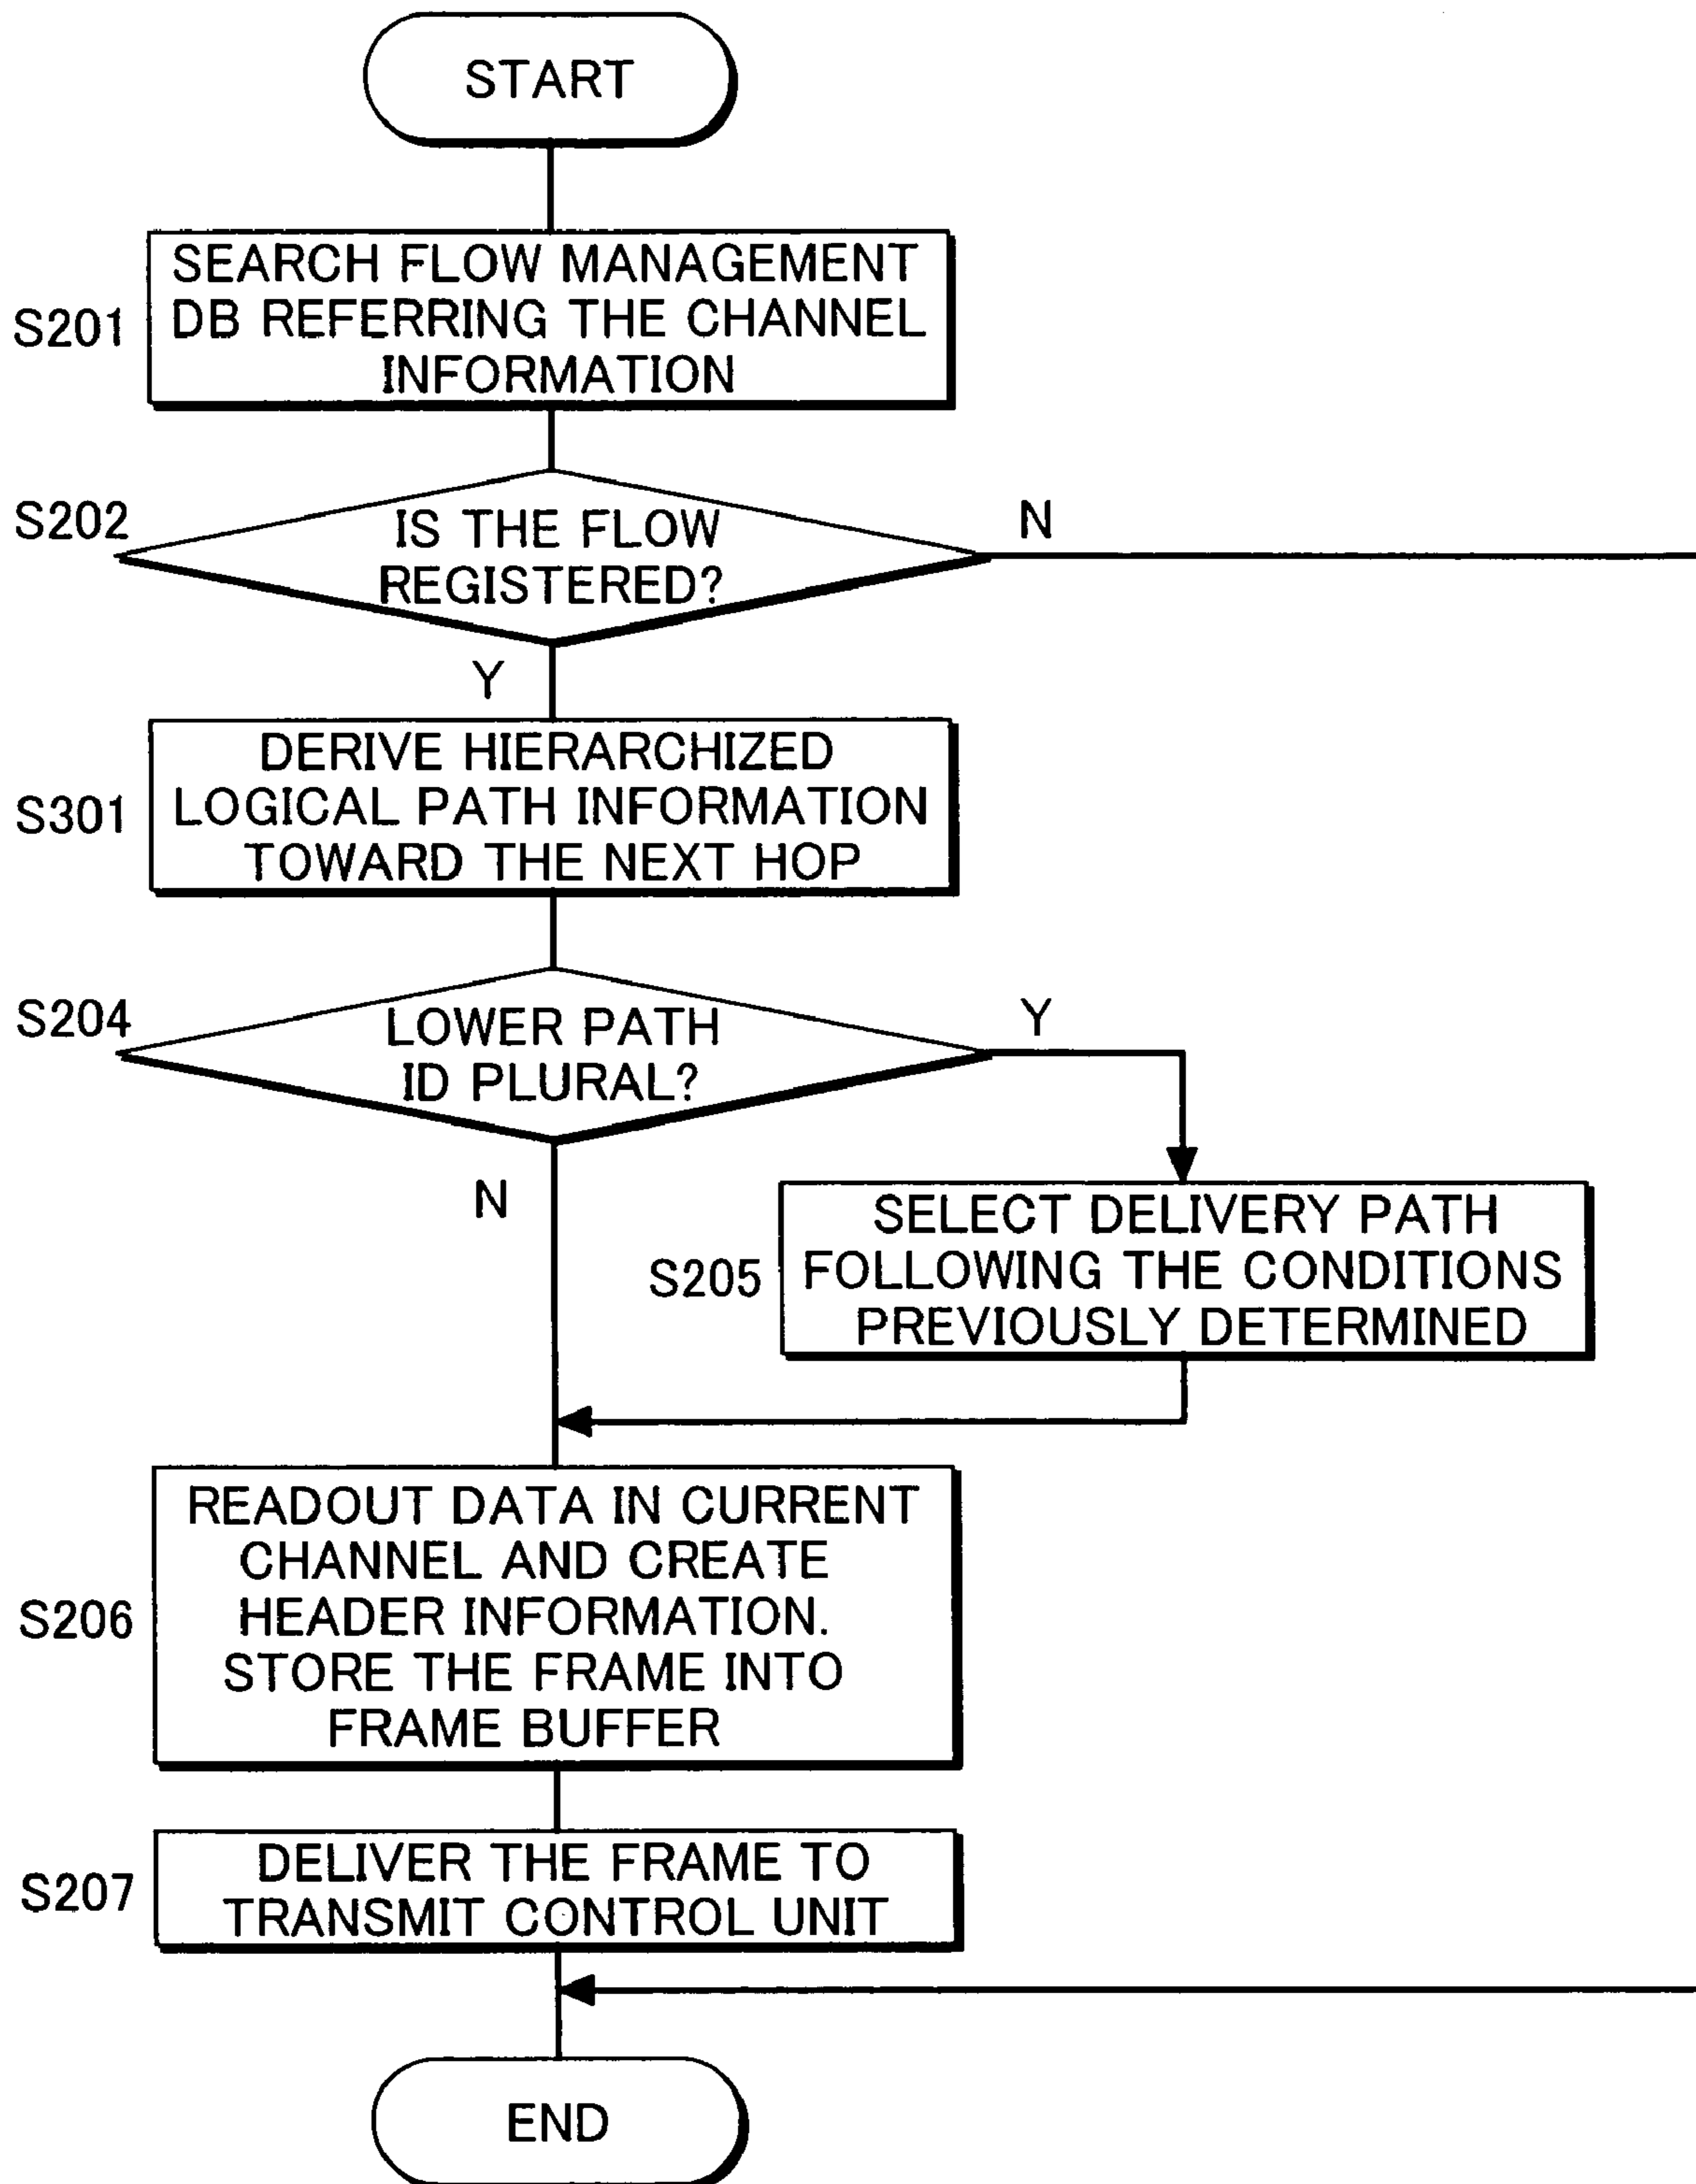 START
S201
SEARCH FLOW MANAGEMENT
DB REFERRING THE CHANNEL
INFORMATION
S202
IS THE FLOW
REGISTERED?
N
Y
S301
DERIVE HIERARCHIZED
LOGICAL PATH INFORMATION
TOWARD THE NEXT HOP
S204
LOWER PATH
ID PLURAL?
Y
N
S205
SELECT DELIVERY PATH
FOLLOWING THE CONDITIONS
PREVIOUSLY DETERMINED
S206
READOUT DATA IN CURRENT
CHANNEL AND CREATE
HEADER INFORMATION.
STORE THE FRAME INTO
FRAME BUFFER
S207
DELIVER THE FRAME TO
TRANSMIT CONTROL UNIT
END